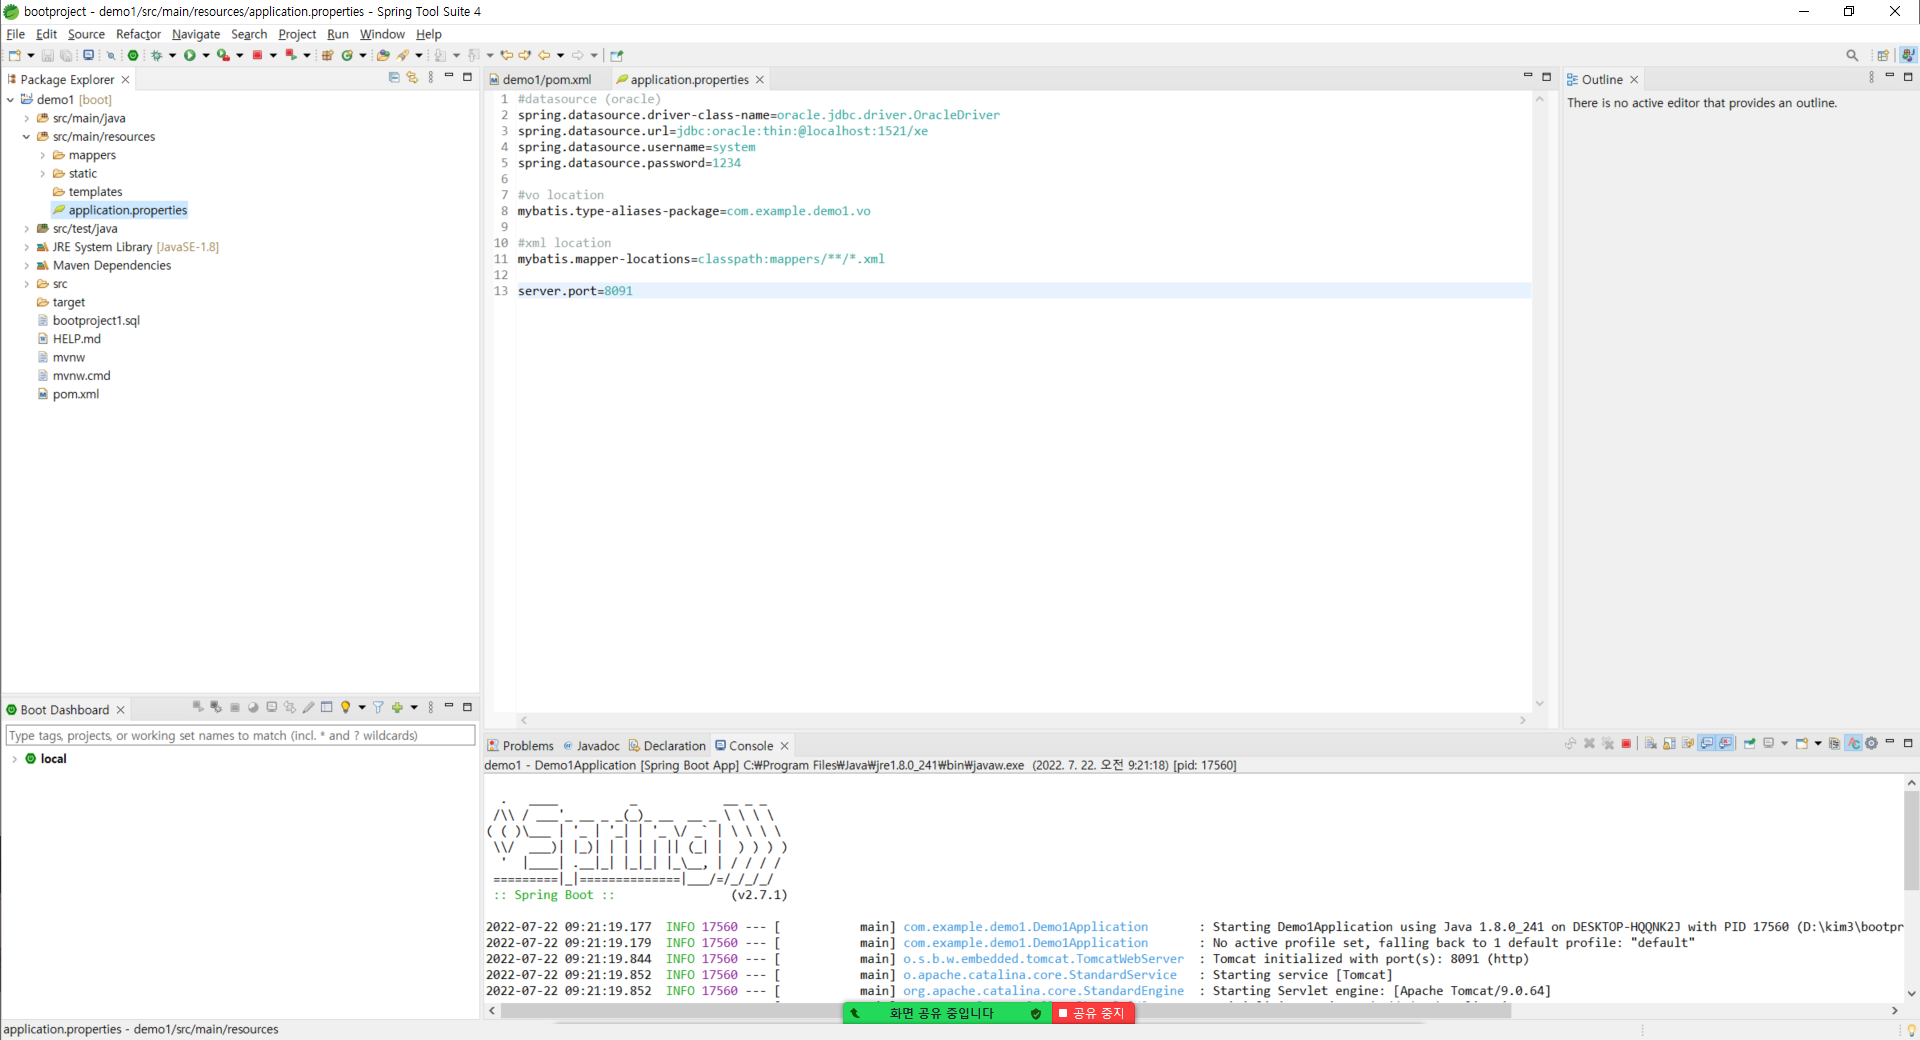 bootproject - demo1/src/main/resources/application.properties - Spring Tool Suite 4
File Edit Source Refactor Navigate Search Project Run Window Help
Package Explorer
demo1 [boot]
src/main/java
src/main/resources
mappers
static
templates
application.properties
src/test/java
JRE System Library [JavaSE-1.8]
Maven Dependencies
src
target
bootproject1.sql
HELP.md
mvnw
mvnw.cmd
pom.xml
demo1/pom.xml application.properties
1 #datasource (oracle)
2 spring.datasource.driver-class-name=oracle.jdbc.driver.OracleDriver
3 spring.datasource.url=jdbc:oracle:thin:@localhost:1521/xe
4 spring.datasource.username=system
5 spring.datasource.password=1234
6
7 #vo location
8 mybatis.type-aliases-package=com.example.demo1.vo
9
10 #xml location
11 mybatis.mapper-locations=classpath:mappers/**/*.xml
12
13 server.port=8091
Outline
There is no active editor that provides an outline.
Boot Dashboard
Type tags, projects, or working set names to match (incl. * and ? wildcards)
local
Problems Javadoc Declaration Console
demo1 - Demo1Application [Spring Boot App] C:₩Program Files₩Java₩jre1.8.0_241₩bin₩javaw.exe (2022. 7. 22. 오전 9:21:18) [pid: 17560]
Spring
:: Spring Boot :: (v2.7.1)
2022-07-22 09:21:19.177 INFO 17560 --- [ main] com.example.demo1.Demo1Application : Starting Demo1Application using Java 1.8.0_241 on DESKTOP-HQQNK2J with PID 17560 (D:\kim3\bootpr
2022-07-22 09:21:19.179 INFO 17560 --- [ main] com.example.demo1.Demo1Application : No active profile set, falling back to 1 default profile: "default"
2022-07-22 09:21:19.844 INFO 17560 --- [ main] o.s.b.w.embedded.tomcat.TomcatWebServer : Tomcat initialized with port(s): 8091 (http)
2022-07-22 09:21:19.852 INFO 17560 --- [ main] o.apache.catalina.core.StandardService : Starting service [Tomcat]
2022-07-22 09:21:19.852 INFO 17560 --- [ main] org.apache.catalina.core.StandardEngine : Starting Servlet engine: [Apache Tomcat/9.0.64]
화면 공유 중입니다 공유 중지
application.properties - demo1/src/main/resources